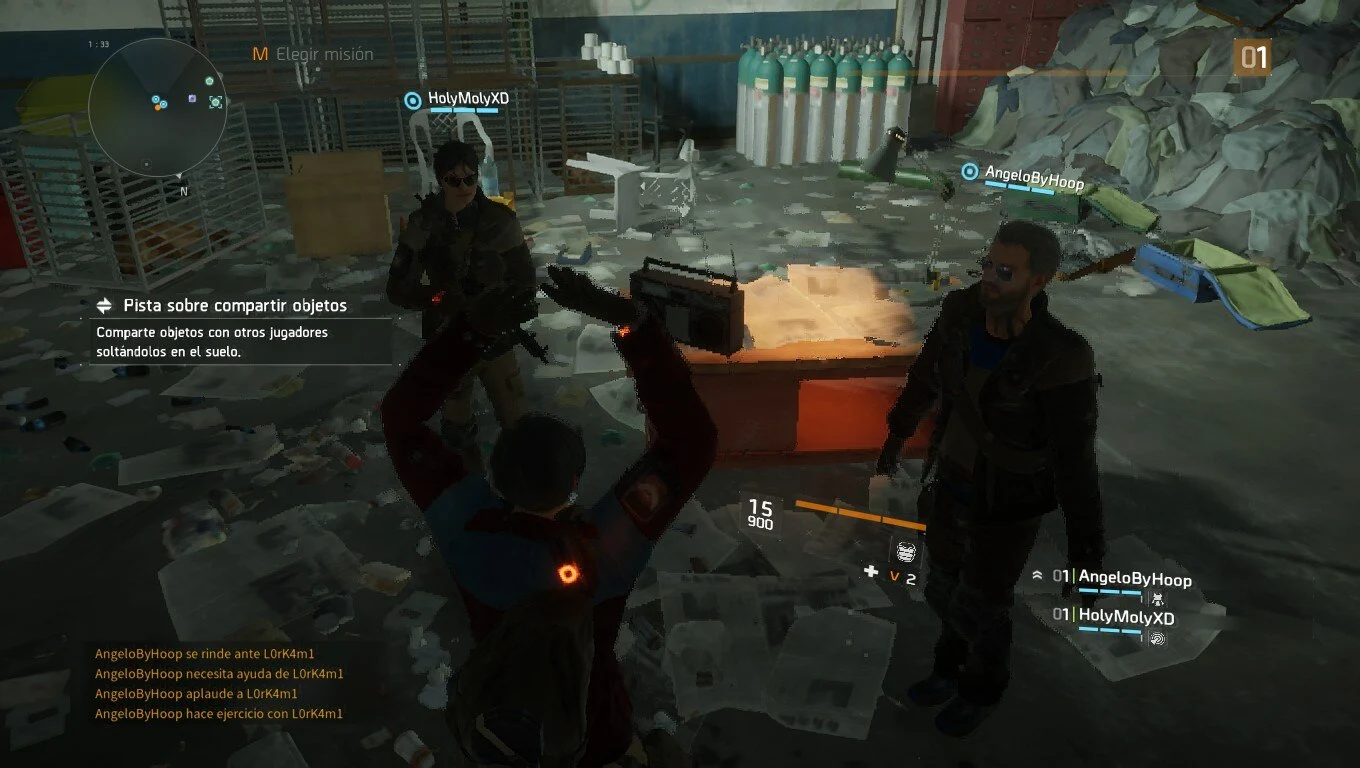 1 : 33
M Elegir misión
01
HolyMolyXD
AngeloByHoop
N
Pista sobre compartir objetos
Comparte objetos con otros jugadores
soltándolos en el suelo.
15
900
V 2
01 AngeloByHoop
01 HolyMolyXD
AngeloByHoop se rinde ante L0rK4m1
AngeloByHoop necesita ayuda de L0rK4m1
AngeloByHoop aplaude a L0rK4m1
AngeloByHoop hace ejercicio con L0rK4m1